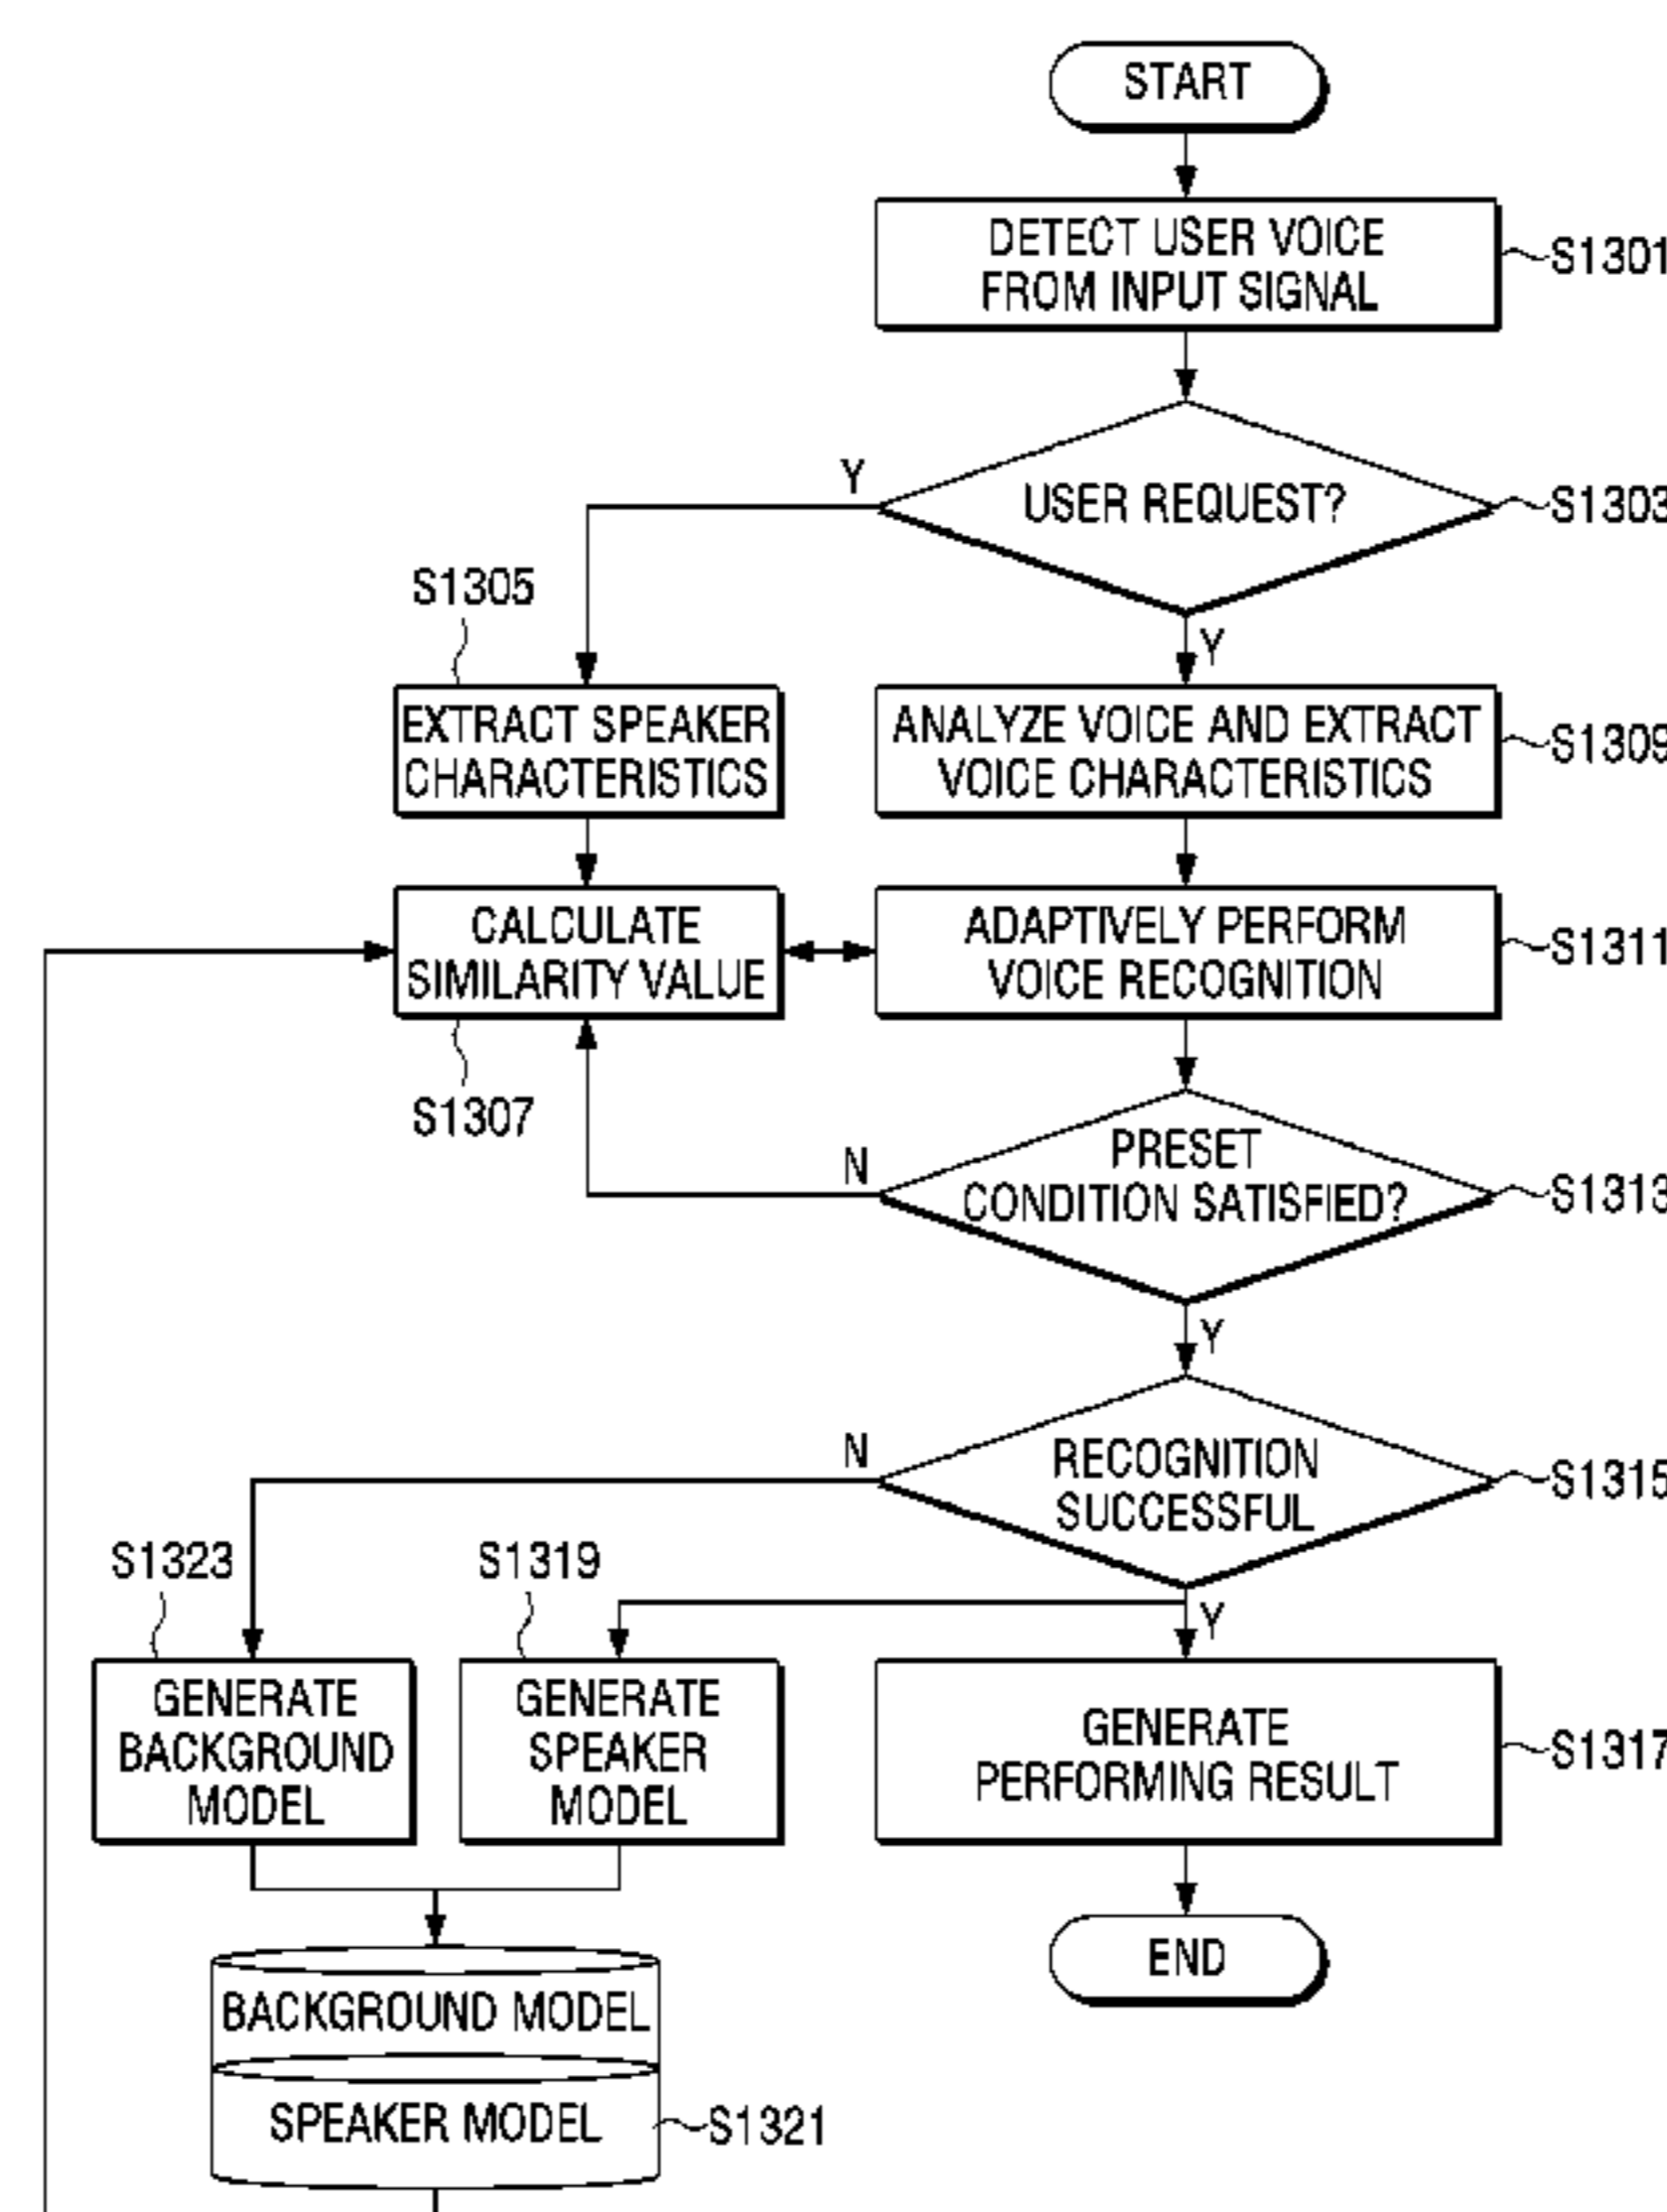 START
DETECT USER VOICE
FROM INPUT SIGNAL
S1301
Y
USER REQUEST?
S1303
S1305
Y
EXTRACT SPEAKER
CHARACTERISTICS
ANALYZE VOICE AND EXTRACT
VOICE CHARACTERISTICS
S1309
CALCULATE
SIMILARITY VALUE
ADAPTIVELY PERFORM
VOICE RECOGNITION
S1311
S1307
N
PRESET
CONDITION SATISFIED?
S1313
Y
N
RECOGNITION
SUCCESSFUL
S1315
S1323
S1319
Y
GENERATE
BACKGROUND
MODEL
GENERATE
SPEAKER
MODEL
GENERATE
PERFORMING RESULT
S1317
END
BACKGROUND MODEL
SPEAKER MODEL
S1321